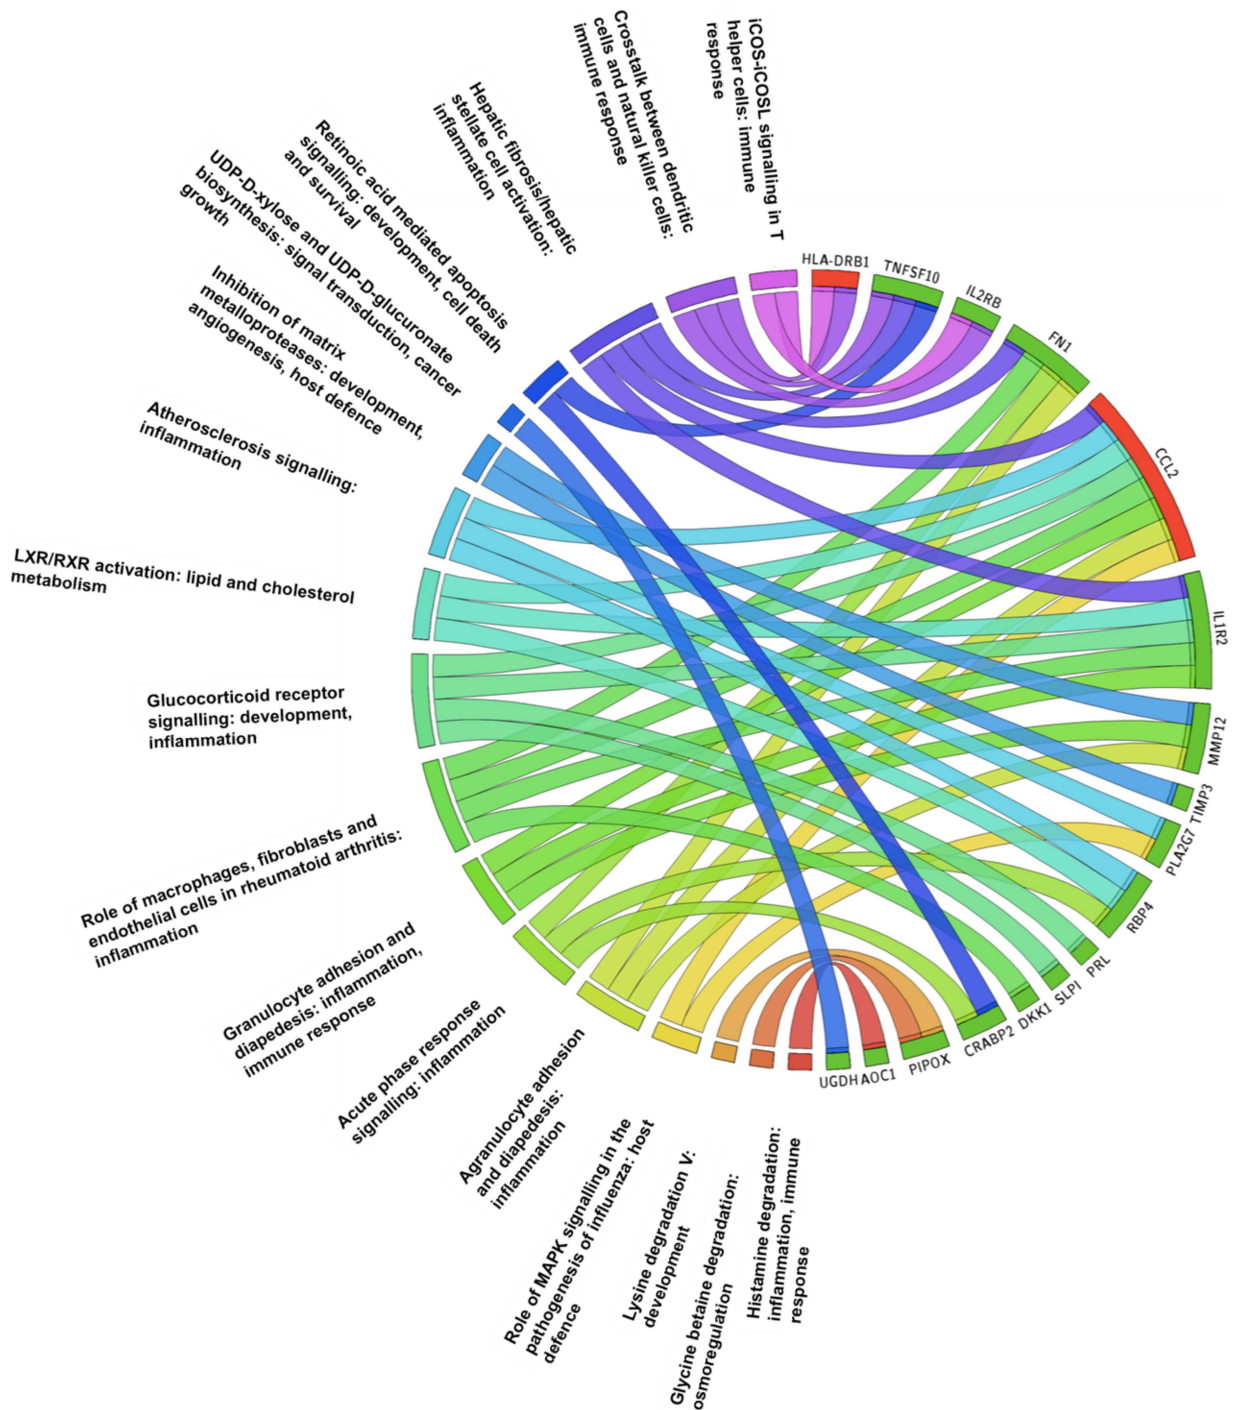 iCOS-iCOSL signalling in T
helper cells: immune
response
Crosstalk between dendritic
cells and natural killer cells:
immune response
Hepatic fibrosis/hepatic
stellate cell activation:
inflammation
Retinoic acid mediated apoptosis
signalling: development, cell death
and survival
UDP-D-xylose and UDP-D-glucuronate
biosynthesis: signal transduction, cancer
growth
Inhibition of matrix
metalloproteases: development,
angiogenesis, host defence
Atherosclerosis signalling:
inflammation
LXR/RXR activation: lipid and cholesterol
metabolism
Glucocorticoid receptor
signalling: development,
inflammation
Role of macrophages, fibroblasts and
endothelial cells in rheumatoid arthritis:
inflammation
Granulocyte adhesion and
diapedesis: inflammation,
immune response
Acute phase response
signalling: inflammation
Agranulocyte adhesion
and diapedesis:
inflammation
Role of MAPK signalling in the
pathogenesis of influenza: host
defence
Lysine degradation V:
development
Glycine betaine degradation:
osmoregulation
Histamine degradation:
inflammation, immune
response
HLA-DRB1
TNFSF10
IL2RB
FN1
CCL2
IL1R2
MMP12
TIMP3
PLA2G7
RBP4
PRL
SLPI
DKK1
CRABP2
PIPOX
AOC1
UGDH